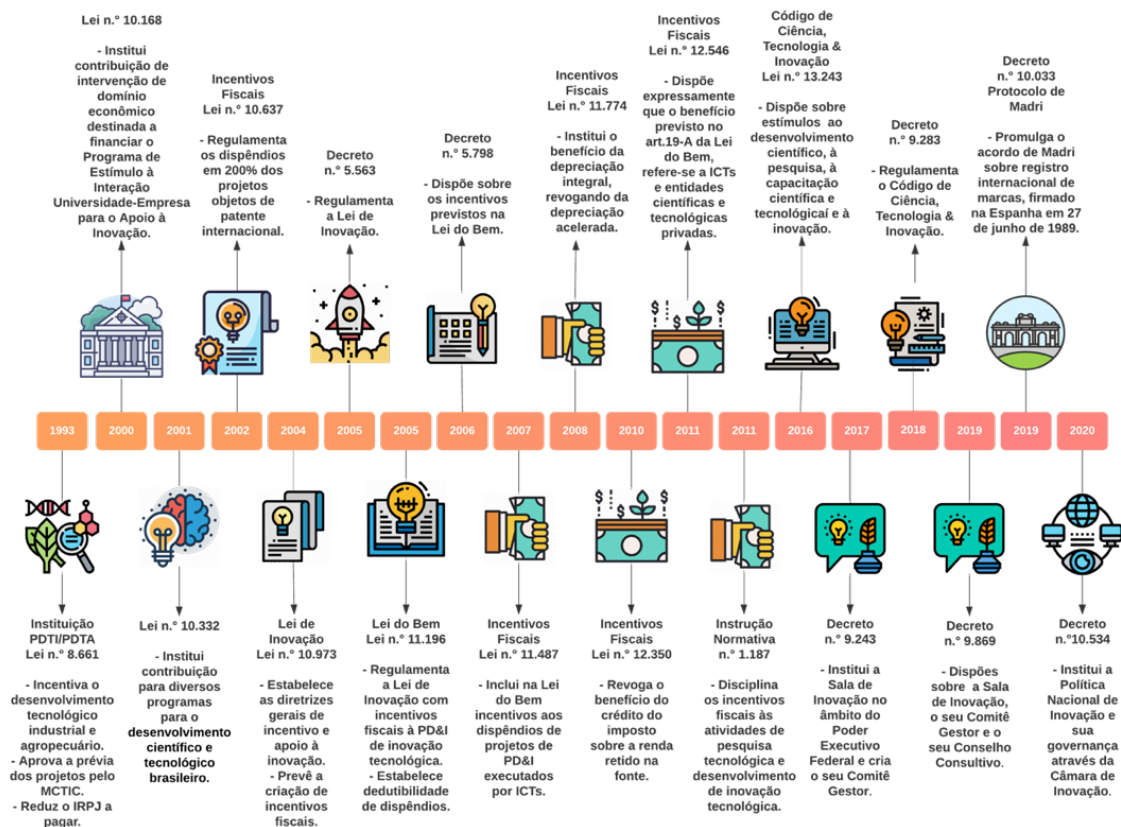 Lei n.º 10.168
- Institui
contribuição de
intervenção de
domínio
econômico
destinada a
financiar o
Programa de
Estímulo à
Interação
Universidade-Empresa
para o Apoio à
Inovação.
Incentivos
Fiscais
Lei n.º 10.637
- Regulamenta
os dispêndios
em 200% dos
projetos
objetos de
patente
internacional.
Decreto
n.º 5.563
- Regulamenta
a Lei de
Inovação.
Decreto
n.º 5.798
- Dispõe sobre
os incentivos
previstos na
Lei do Bem.
Incentivos
Fiscais
Lei n.º 11.774
- Institui o
benefício da
depreciação
integral,
revogando da
depreciação
acelerada.
Incentivos
Fiscais
Lei n.º 12.546
- Dispõe
expressamente
que o benefício
previsto no
art.19-A da Lei
do Bem,
refere-se a ICTs
e entidades
científicas e
tecnológicas
privadas.
Código de
Ciência,
Tecnologia &
Inovação
Lei n.º 13.243
- Dispõe sobre
estímulos ao
desenvolvimento
científico, à
pesquisa, à
capacitação
científica e
tecnológicaí e à
inovação.
Decreto
n.º 9.283
- Regulamenta
o Código de
Ciência,
Tecnologia &
Inovação.
Decreto
n.º 10.033
Protocolo de
Madri
- Promulga o
acordo de Madri
sobre registro
internacional de
marcas, firmado
na Espanha em 27
de junho de 1989.
1993 2000 2001 2002 2004 2005 2005 2006 2007 2008 2010 2011 2011 2016 2017 2018 2019 2019 2020
Instituição
PDTI/PDTA
Lei n.º 8.661
- Incentiva o
desenvolvimento
tecnológico
industrial e
agropecuário.
- Aprova a prévia
dos projetos pelo
MCTIC.
- Reduz o IRPJ a
pagar.
Lei n.º 10.332
- Institui
contribuição
para diversos
programas
para o
desenvolvimento
científico e
tecnológico
brasileiro.
Lei de
Inovação
Lei n.º 10.973
- Estabelece
as diretrizes
gerais de
incentivo e
apoio à
inovação.
- Prevê a
criação de
incentivos
fiscais.
Lei do Bem
Lei n.º 11.196
- Regulamenta
a Lei de
Inovação com
incentivos
fiscais à PD&I
de inovação
tecnológica.
- Estabelece
dedutibilidade
de dispêndios.
Incentivos
Fiscais
Lei n.º 11.487
- Inclui na Lei
do Bem
incentivos aos
dispêndios de
projetos de
PD&I
executados
por ICTs.
Incentivos
Fiscais
Lei n.º 12.350
- Revoga o
benefício do
crédito do
imposto
sobre a renda
retido na
fonte.
Instrução
Normativa
n.º 1.187
- Disciplina
os incentivos
fiscais às
atividades de
pesquisa
tecnológica e
desenvolvimento
de inovação
tecnológica.
Decreto
n.º 9.243
- Institui a
Sala de
Inovação no
âmbito do
Poder
Executivo
Federal e cria
o seu Comitê
Gestor.
Decreto
n.º 9.869
- Dispões
sobre a Sala
de Inovação,
o seu Comitê
Gestor e o
seu Conselho
Consultivo.
Decreto
nº10.534
- Institui a
Política
Nacional de
Inovação e
sua
governança
através da
Câmara de
Inovação.